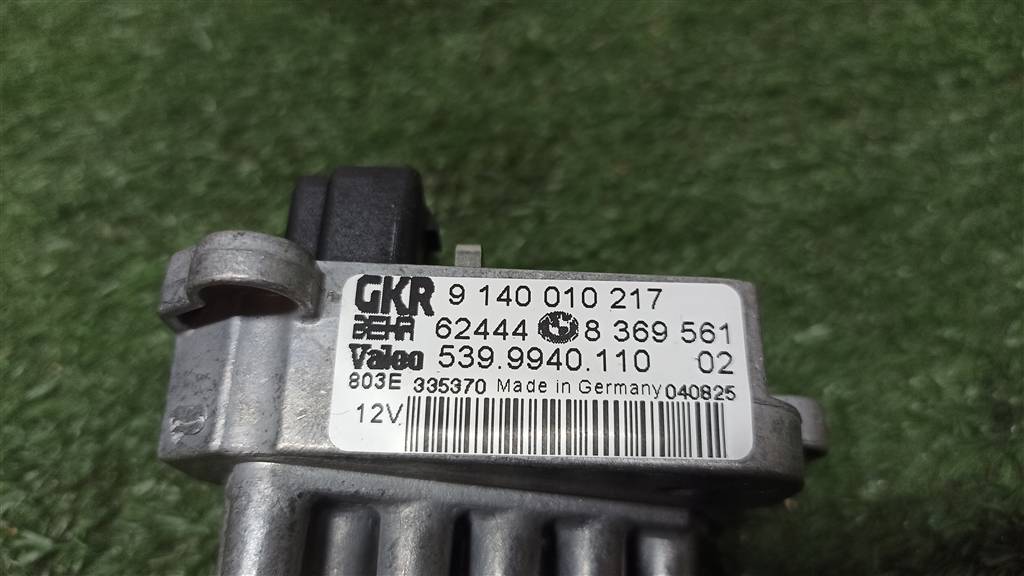 GKR 9 140 010 217
BEHR 62444 8 369 561
Valeo 539.9940.110 02
803E 335370 Made in Germany 040825
12V